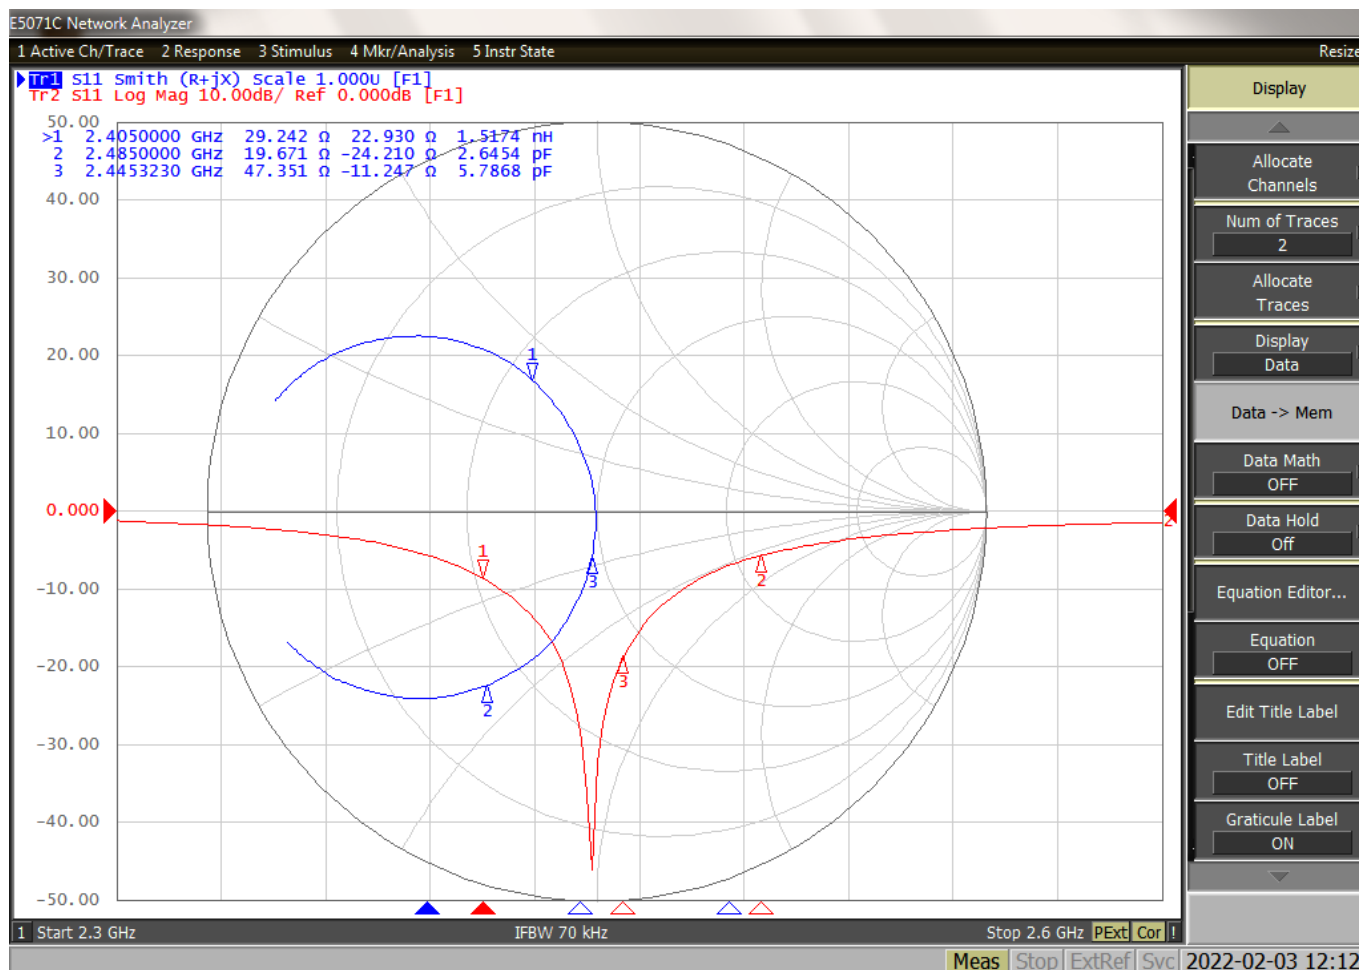 E5071C Network Analyzer
1 Active Ch/Trace 2 Response 3 Stimulus 4 Mkr/Analysis 5 Instr State
Resize
Tr1 S11 Smith (R+jX) Scale 1.000U [F1]
Tr2 S11 Log Mag 10.00dB/ Ref 0.000dB [F1]
50.00
>1 2.4050000 GHz 29.242 Ω 22.930 Ω 1.5174 nH
2 2.4850000 GHz 19.671 Ω -24.210 Ω 2.6454 pF
3 2.4453230 GHz 47.351 Ω -11.247 Ω 5.7868 pF
40.00
30.00
20.00
10.00
0.000
-10.00
-20.00
-30.00
-40.00
-50.00
1
3
2
1
2
3
2
Display
Allocate
Channels
Num of Traces
2
Allocate
Traces
Display
Data
Data -> Mem
Data Math
OFF
Data Hold
Off
Equation Editor...
Equation
OFF
Edit Title Label
Title Label
OFF
Graticule Label
ON
1 Start 2.3 GHz
IFBW 70 kHz
Stop 2.6 GHz PExt Cor !
Meas Stop ExtRef Svc 2022-02-03 12:12